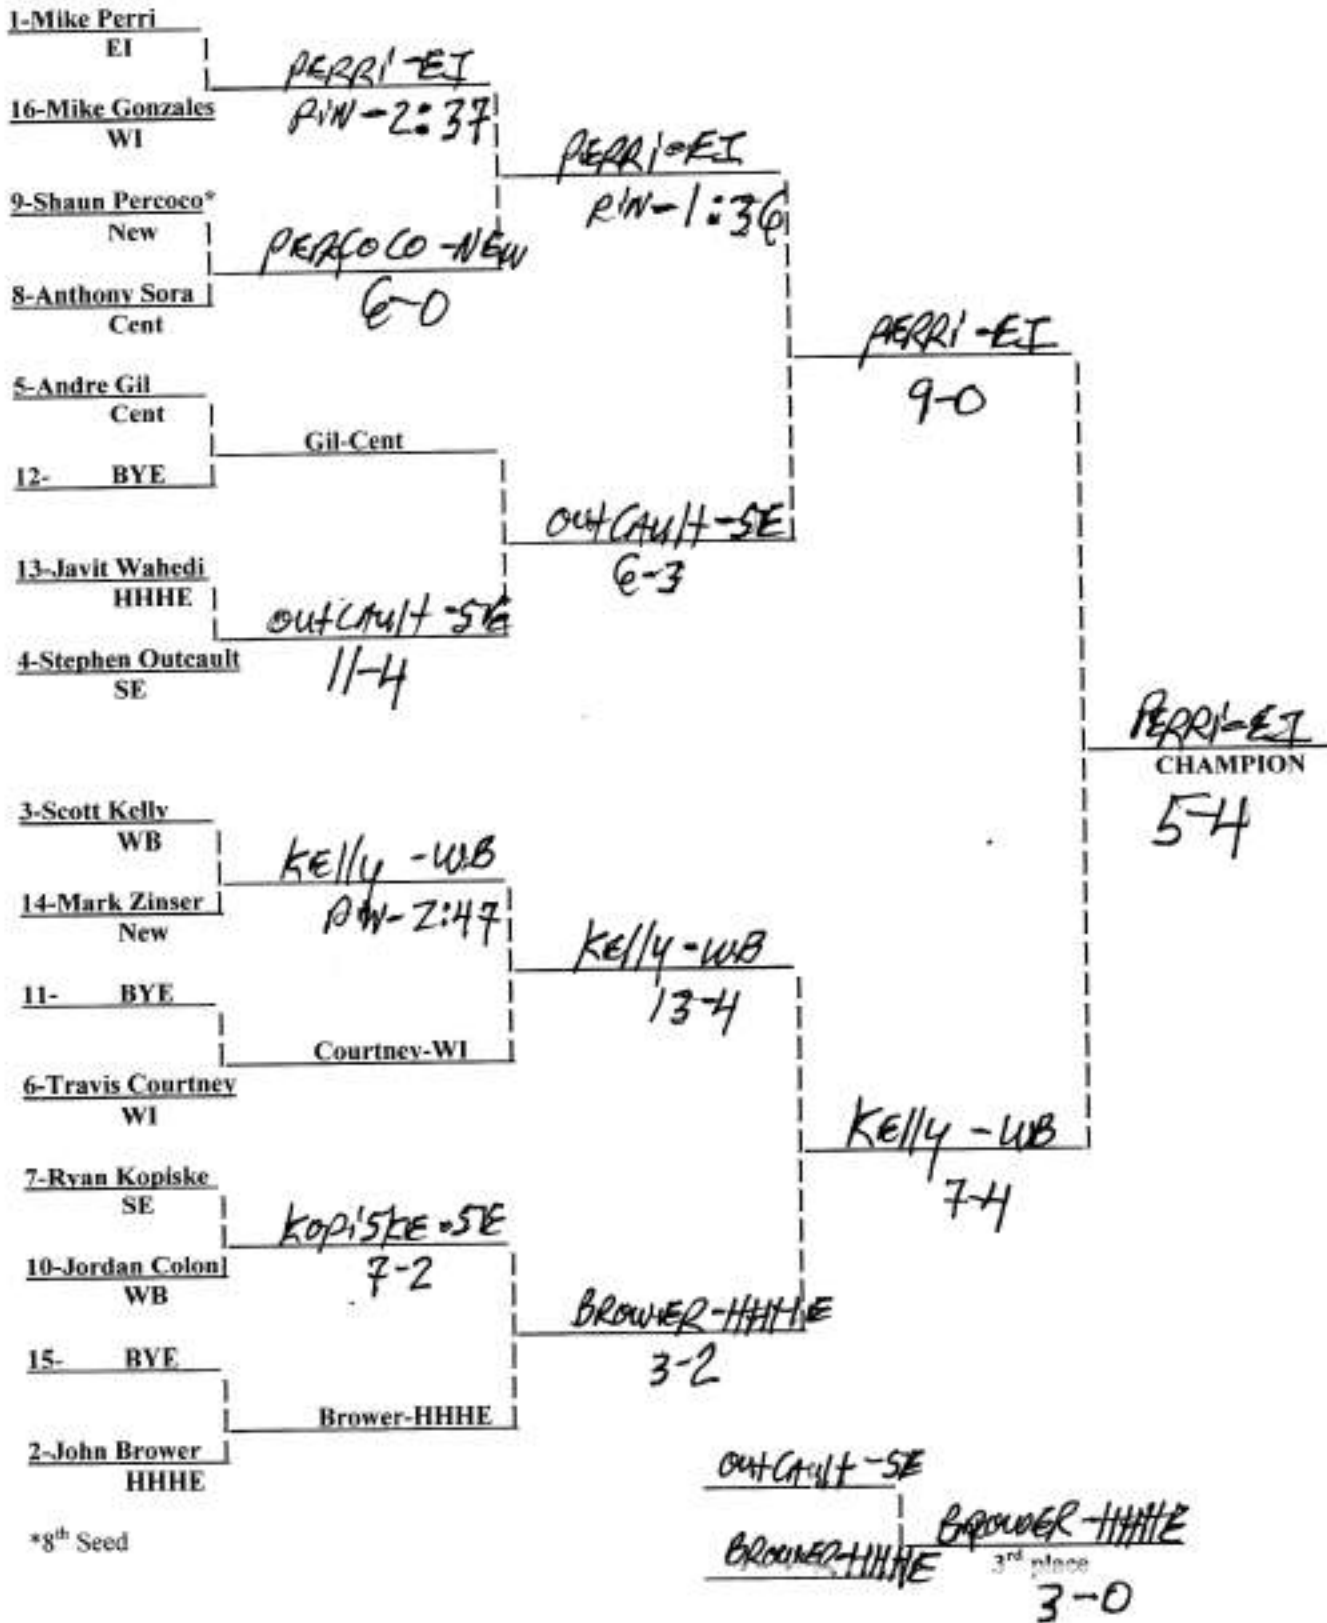 1-Mike Perri
EI
PERRI-EI
16-Mike Gonzales
WI
PIN-2:37
PERRI-EI
PIN-1:36
9-Shaun Percoco*
New
PERCOCO-NEW
8-Anthony Sora
Cent
6-0
PERRI-EI
9-0
5-Andre Gil
Cent
Gil-Cent
12- BYE
OUTCAULT-SE
6-3
13-Javit Wahedi
HHHE
OUTCAULT-SE
4-Stephen Outcault
SE
11-4
PERRI-EI
CHAMPION
5-4
3-Scott Kelly
WB
KELLY-WB
14-Mark Zinser
New
PIN-2:47
KELLY-WB
13-4
11- BYE
Courtney-WI
6-Travis Courtney
WI
KELLY-WB
7-4
7-Ryan Kopiske
SE
KOPISKE-SE
10-Jordan Colon
WB
7-2
BROWER-HHHE
3-2
15- BYE
Brower-HHHE
2-John Brower
HHHE
OUTCAULT-SE
*8th Seed
BROWER-HHHE
BROWER-HHHE
3rd place
3-0